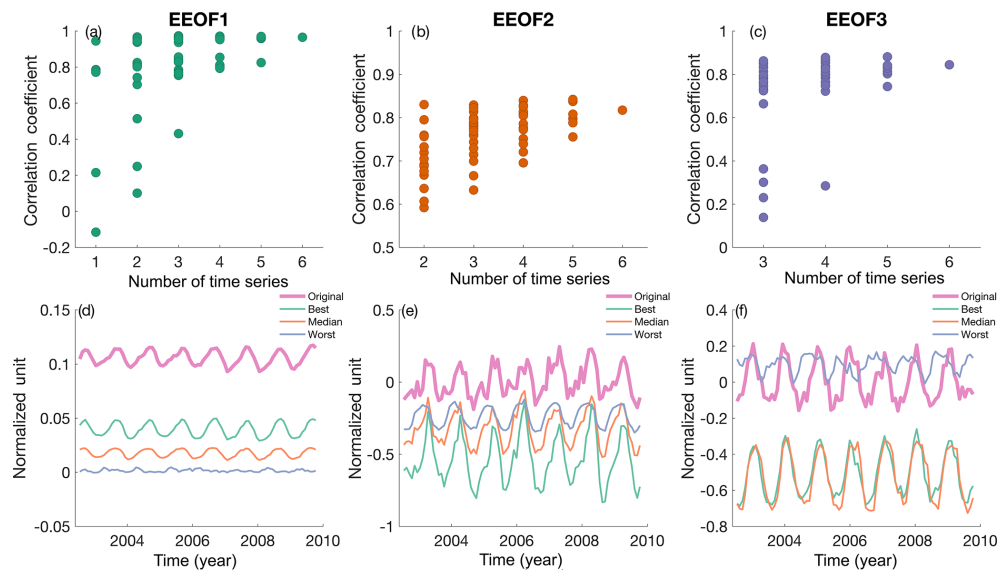 EEOF1
EEOF2
EEOF3
(a)
1
0.8
0.6
0.4
0.2
0
-0.2
1 2 3 4 5 6
Correlation coefficient
Number of time series
(b)
1
0.9
0.8
0.7
0.6
0.5
2 3 4 5 6
Correlation coefficient
Number of time series
(c)
1
0.8
0.6
0.4
0.2
0
3 4 5 6
Correlation coefficient
Number of time series
(d)
Original
Best
Median
Worst
0.15
0.1
0.05
0
-0.05
2004 2006 2008 2010
Normalized unit
Time (year)
(e)
Original
Best
Median
Worst
0.5
0
-0.5
-1
2004 2006 2008 2010
Normalized unit
Time (year)
(f)
Original
Best
Median
Worst
0.4
0.2
0
-0.2
-0.4
-0.6
-0.8
2004 2006 2008 2010
Normalized unit
Time (year)